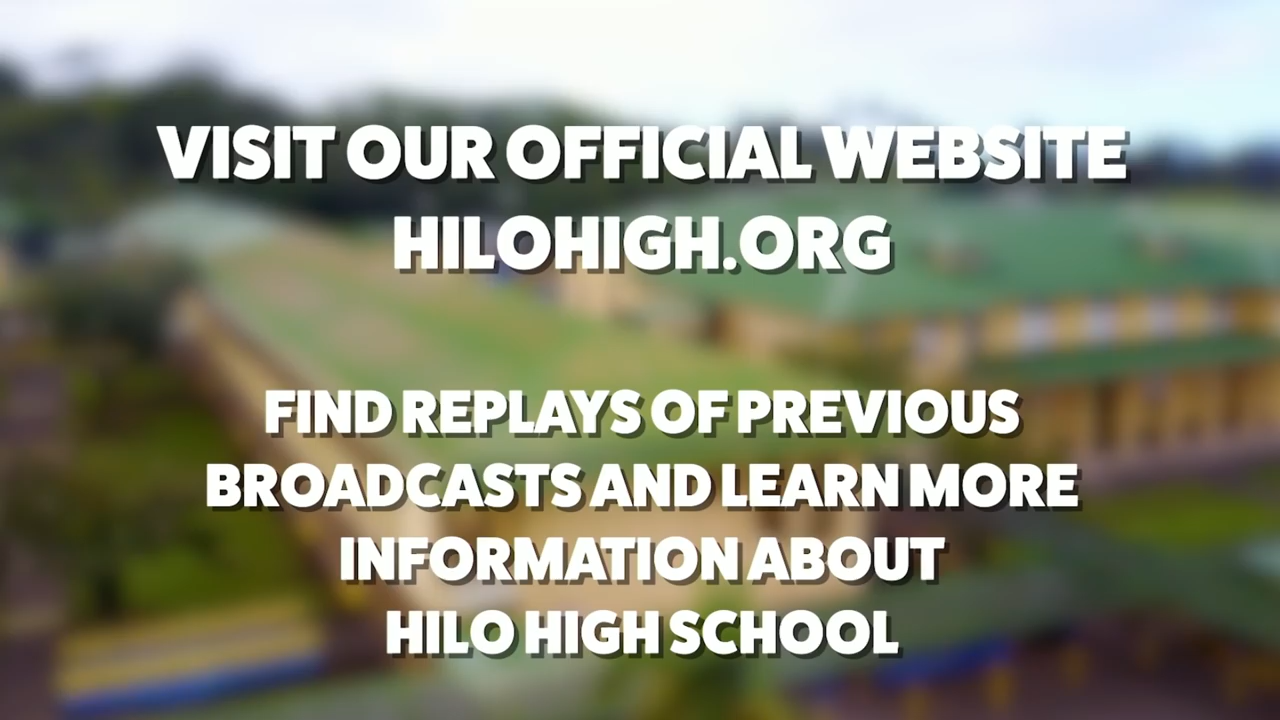 VISIT OUR OFFICIAL WEBSITE
HILOHIGH.ORG
FIND REPLAYS OF PREVIOUS
BROADCASTS AND LEARN MORE
INFORMATION ABOUT
HILO HIGH SCHOOL